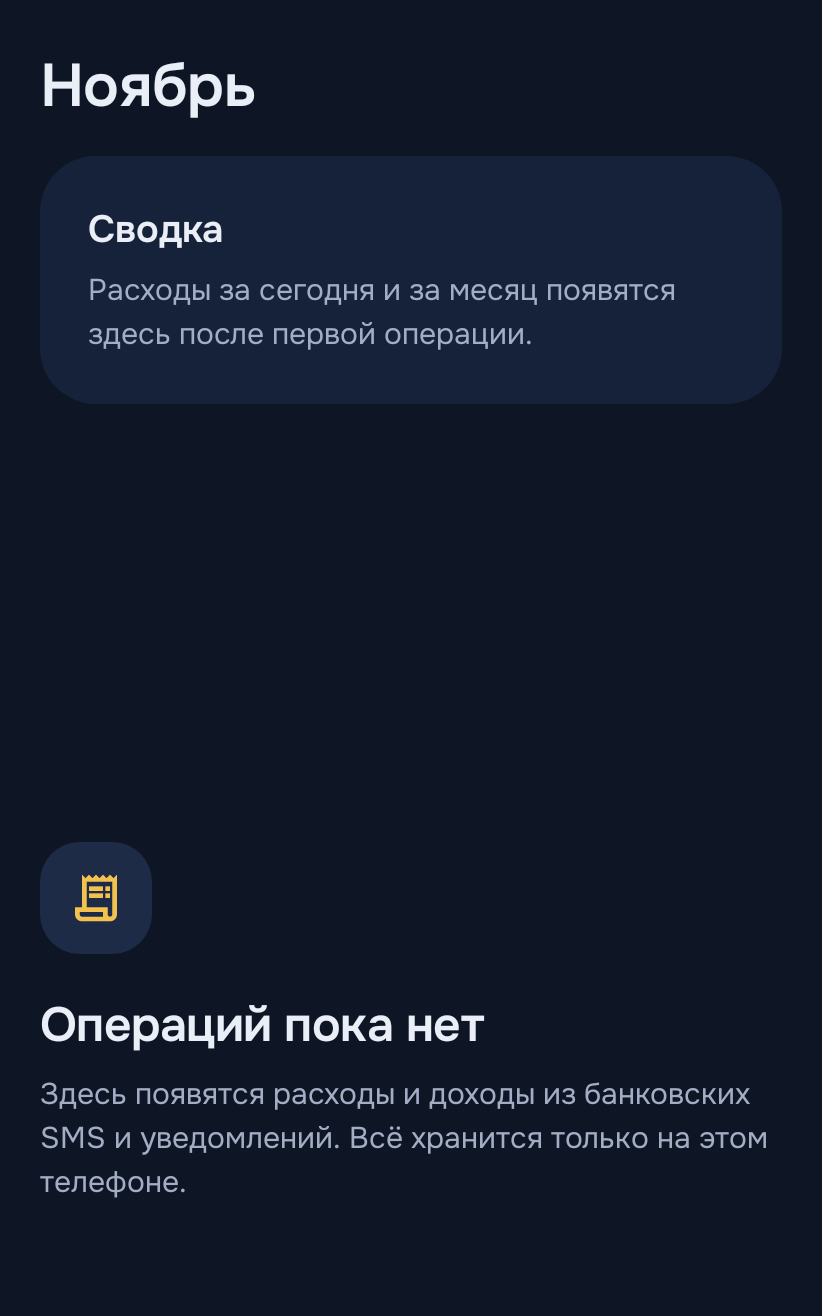 Ноябрь
Сводка
Расходы за сегодня и за месяц появятся
здесь после первой операции.
Операций пока нет
Здесь появятся расходы и доходы из банковских
SMS и уведомлений. Всё хранится только на этом
телефоне.